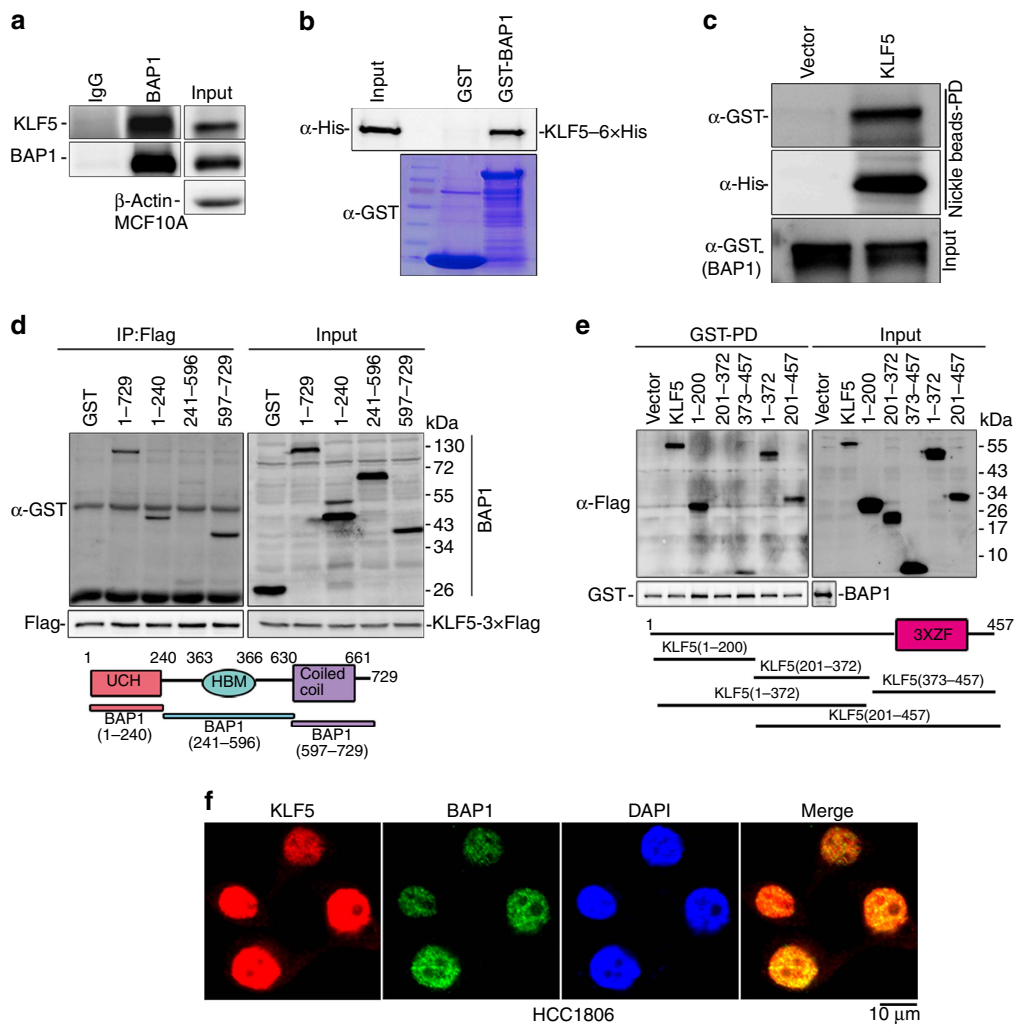 a
IgG
BAP1
Input
KLF5-
BAP1-
β-Actin-
MCF10A
b
Input
GST
GST-BAP1
α-His-
-KLF5–6×His
α-GST
c
Vector
KLF5
α-GST-
α-His-
Nickle beads-PD
α-GST-
(BAP1)
Input
d
IP:Flag
Input
GST
1–729
1–240
241–596
597–729
GST
1–729
1–240
241–596
597–729
kDa
α-GST
-130
-72
-55
-43
-34
-26
BAP1
Flag-
-KLF5-3×Flag
1
240
363
366
630
661
UCH
HBM
Coiled
coil
729
BAP1
(1–240)
BAP1
(241–596)
BAP1
(597–729)
e
GST-PD
Input
Vector
KLF5
1–200
201–372
373–457
1–372
201–457
Vector
KLF5
1–200
201–372
373–457
1–372
201–457
kDa
α-Flag
-55
-43
-34
-26
-17
-10
GST-
-BAP1
1
3XZF
457
KLF5(1–200)
KLF5(201–372)
KLF5(373–457)
KLF5(1–372)
KLF5(201–457)
f
KLF5
BAP1
DAPI
Merge
HCC1806
10 µm